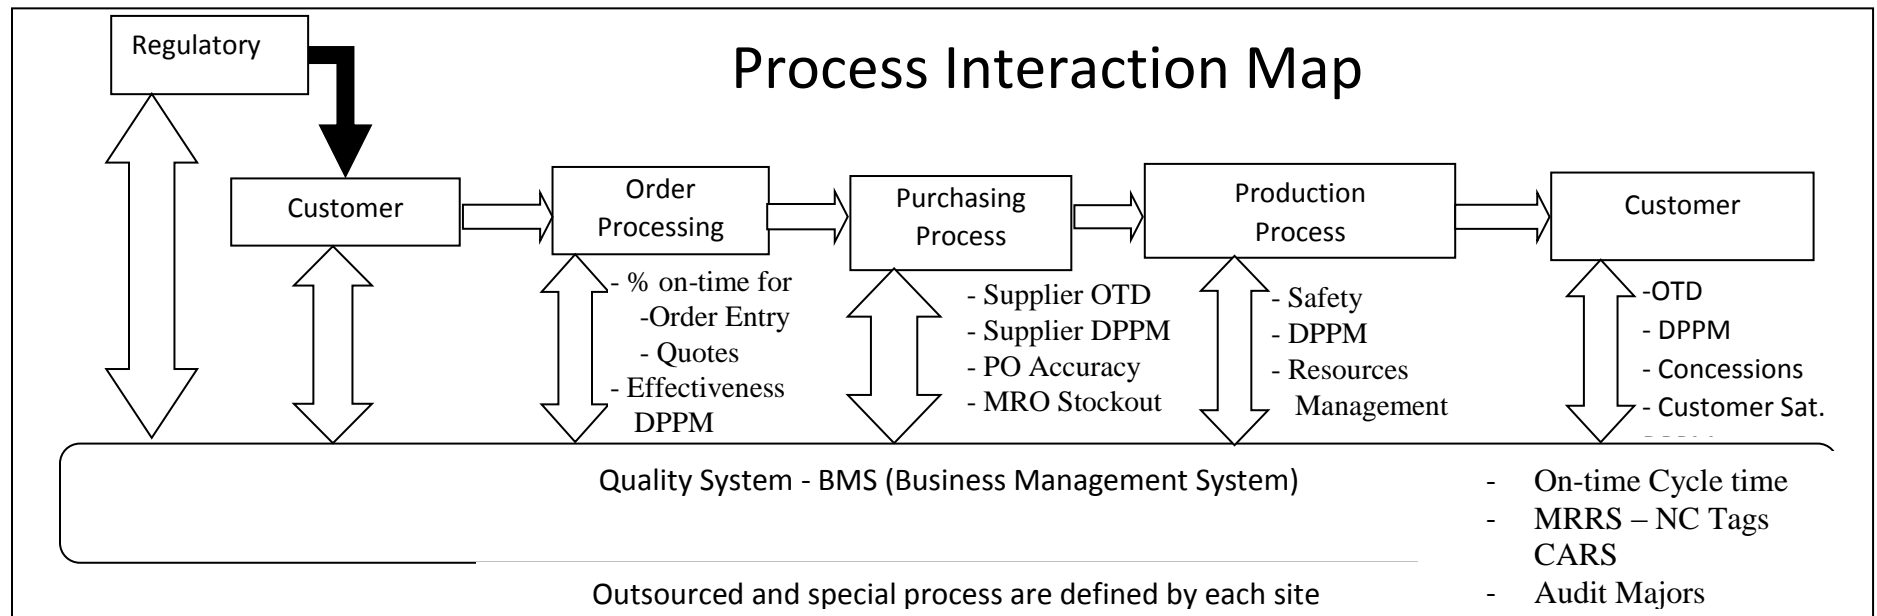 Regulatory
Process Interaction Map
Customer
Order
Processing
Purchasing
Process
Production
Process
Customer
- % on-time for
-Order Entry
- Quotes
- Effectiveness
DPPM
- Supplier OTD
- Supplier DPPM
- PO Accuracy
- MRO Stockout
- Safety
- DPPM
- Resources
Management
-OTD
- DPPM
- Concessions
- Customer Sat.
Quality System - BMS (Business Management System)
- On-time Cycle time
- MRRS – NC Tags
CARS
- Audit Majors
Outsourced and special process are defined by each site